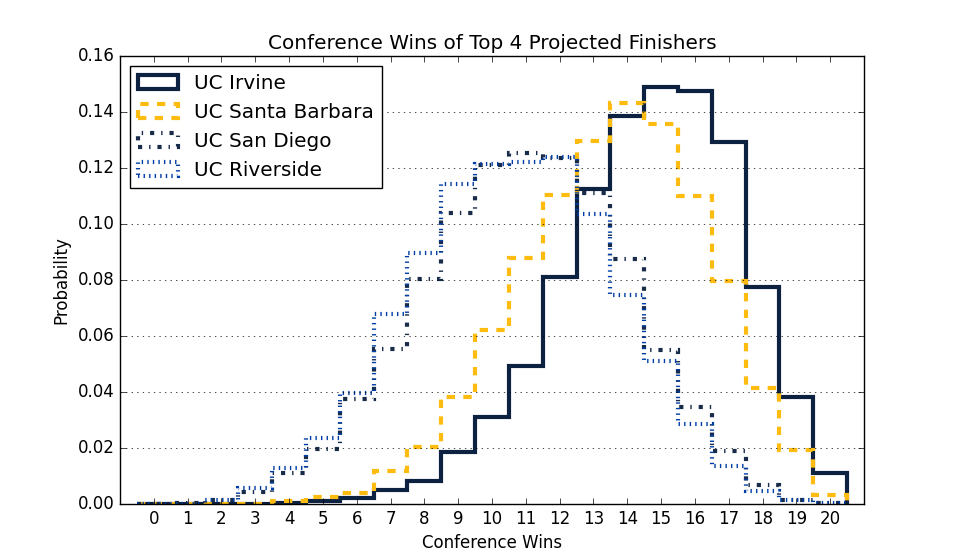 Conference Wins of Top 4 Projected Finishers
0.16
0.14
0.12
0.10
0.08
0.06
0.04
0.02
0.00
Probability
UC Irvine
UC Santa Barbara
UC San Diego
UC Riverside
0 1 2 3 4 5 6 7 8 9 10 11 12 13 14 15 16 17 18 19 20
Conference Wins